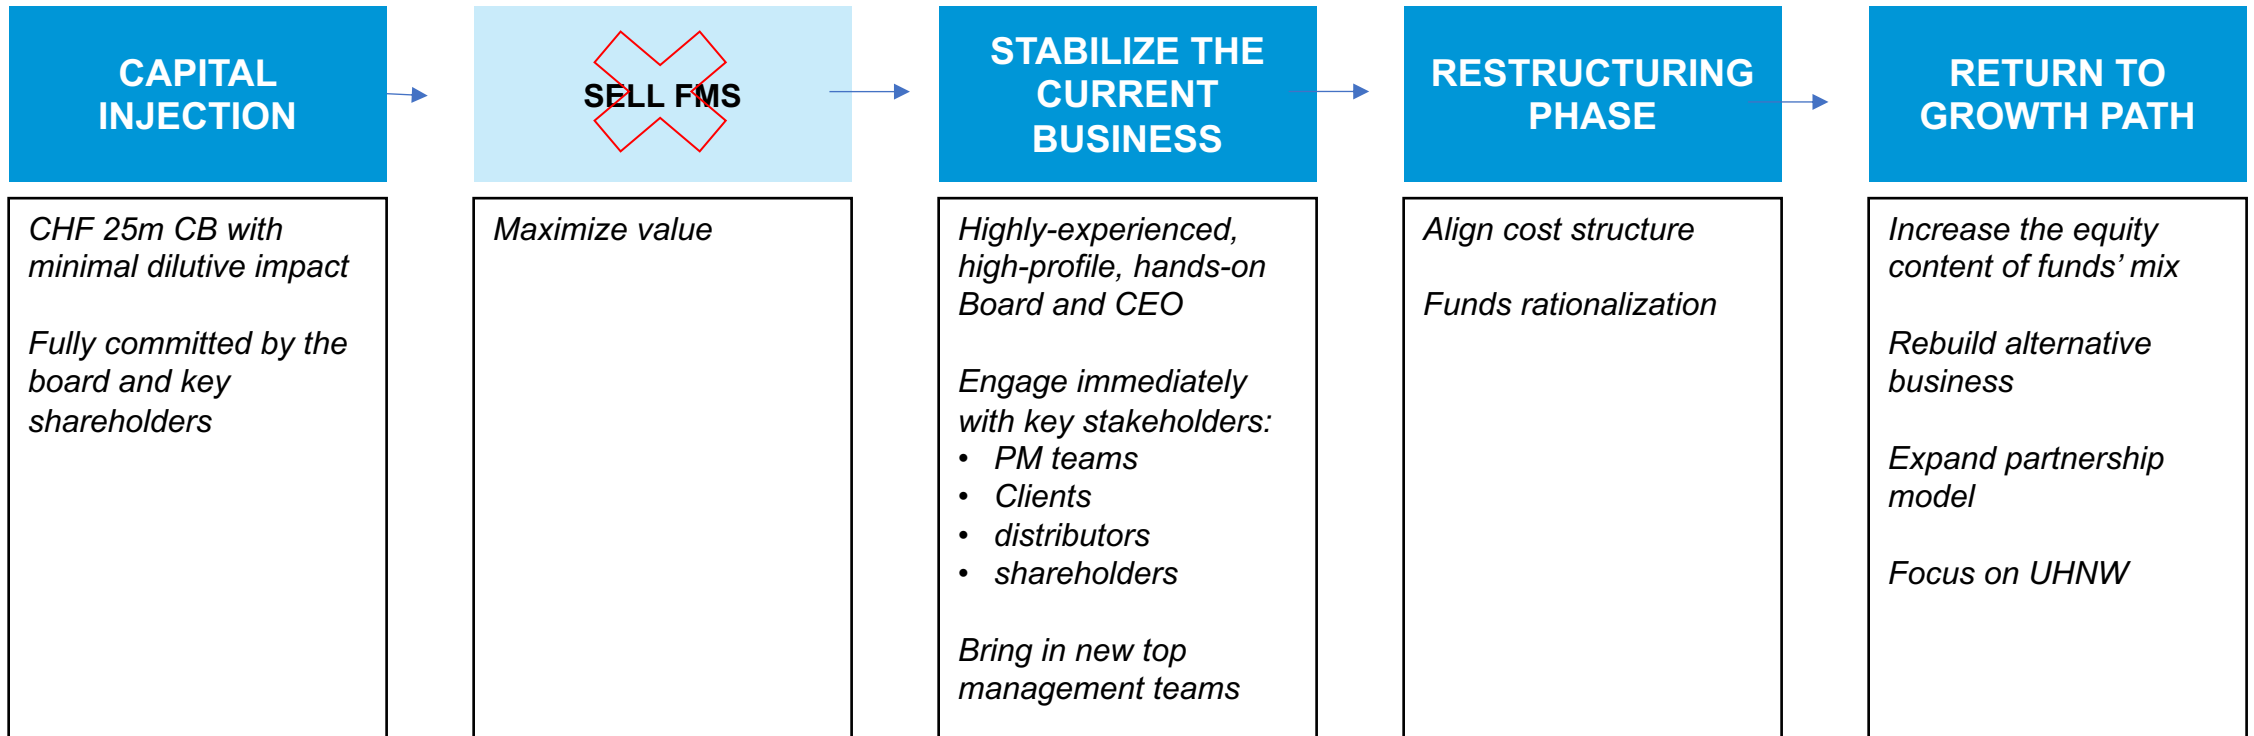 CAPITAL
INJECTION
CHF 25m CB with
minimal dilutive impact
Fully committed by the
board and key
shareholders
SELL FMS
Maximize value
STABILIZE THE
CURRENT
BUSINESS
Highly-experienced,
high-profile, hands-on
Board and CEO
Engage immediately
with key stakeholders:
• PM teams
• Clients
• distributors
• shareholders
Bring in new top
management teams
RESTRUCTURING
PHASE
Align cost structure
Funds rationalization
RETURN TO
GROWTH PATH
Increase the equity
content of funds’ mix
Rebuild alternative
business
Expand partnership
model
Focus on UHNW